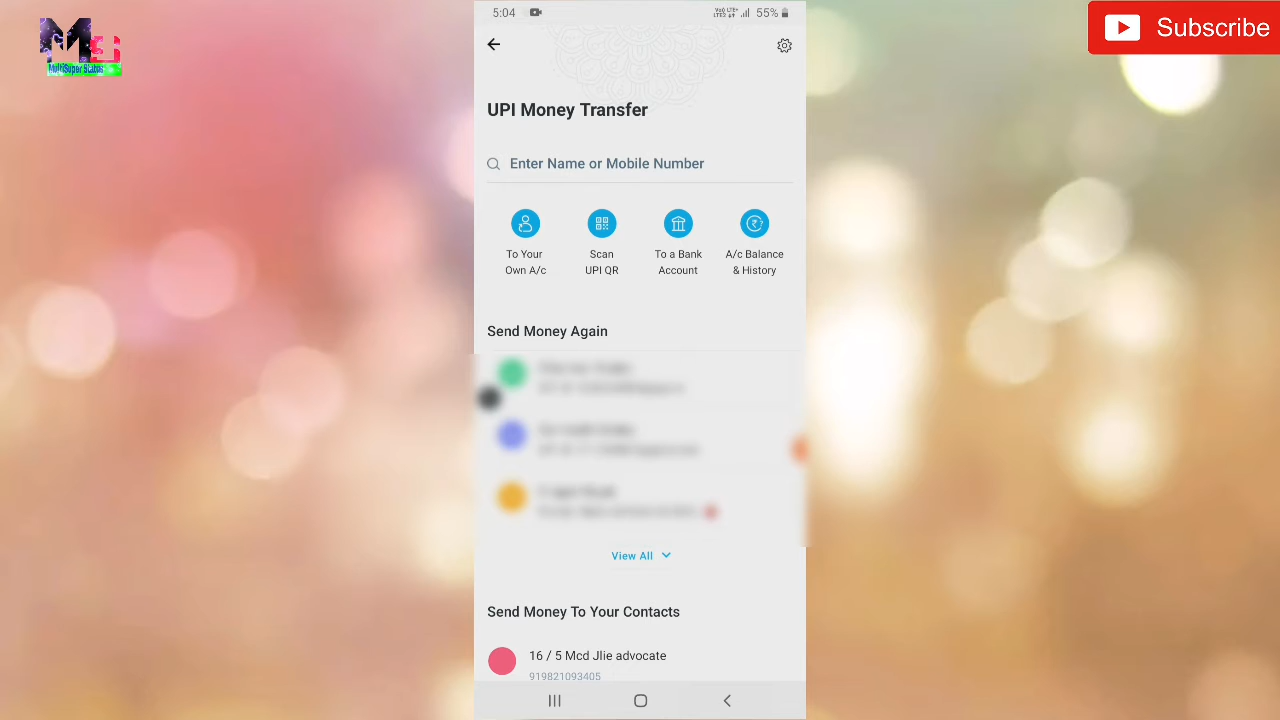 5:04
55%
Subscribe
MultiSuper Status
UPI Money Transfer
Enter Name or Mobile Number
To Your
Own A/c
Scan
UPI QR
To a Bank
Account
A/c Balance
& History
Send Money Again
View All
Send Money To Your Contacts
16 / 5 Mcd Jlie advocate
919821093405